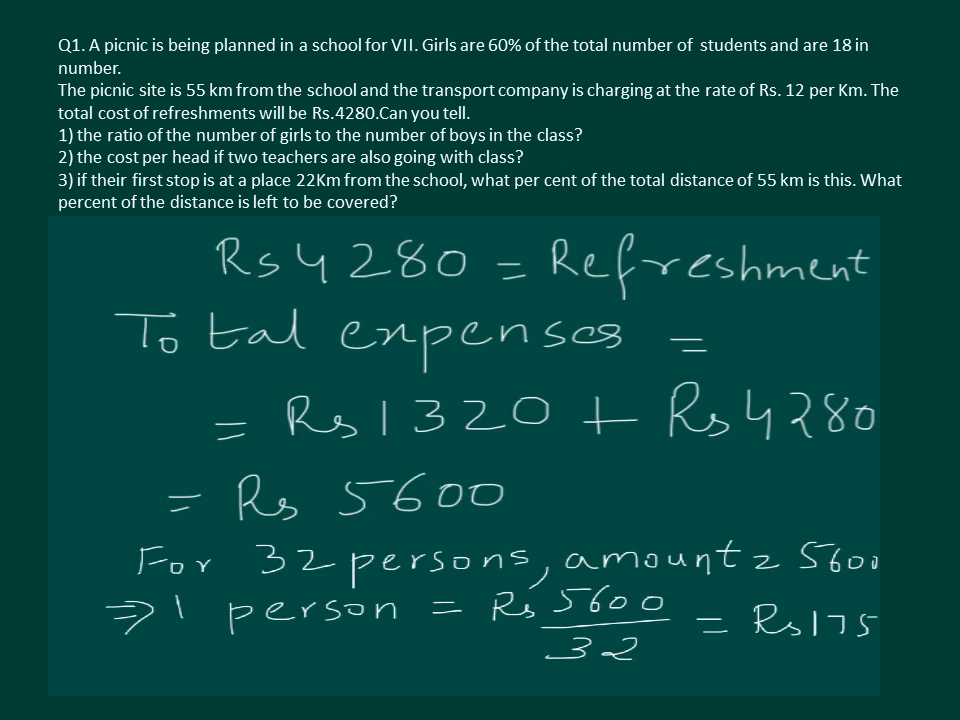 Q1. A picnic is being planned in a school for VII. Girls are 60% of the total number of students and are 18 in
number.
The picnic site is 55 km from the school and the transport company is charging at the rate of Rs. 12 per Km. The
total cost of refreshments will be Rs.4280.Can you tell.
1) the ratio of the number of girls to the number of boys in the class?
2) the cost per head if two teachers are also going with class?
3) if their first stop is at a place 22Km from the school, what per cent of the total distance of 55 km is this. What
percent of the distance is left to be covered?
Rs 4280 = Refreshment
Total expenses =
= Rs 1320 + Rs 4280
= Rs 5600
For 32 persons, amount = 5600
⇒ 1 person = Rs 5600/32 = Rs 175